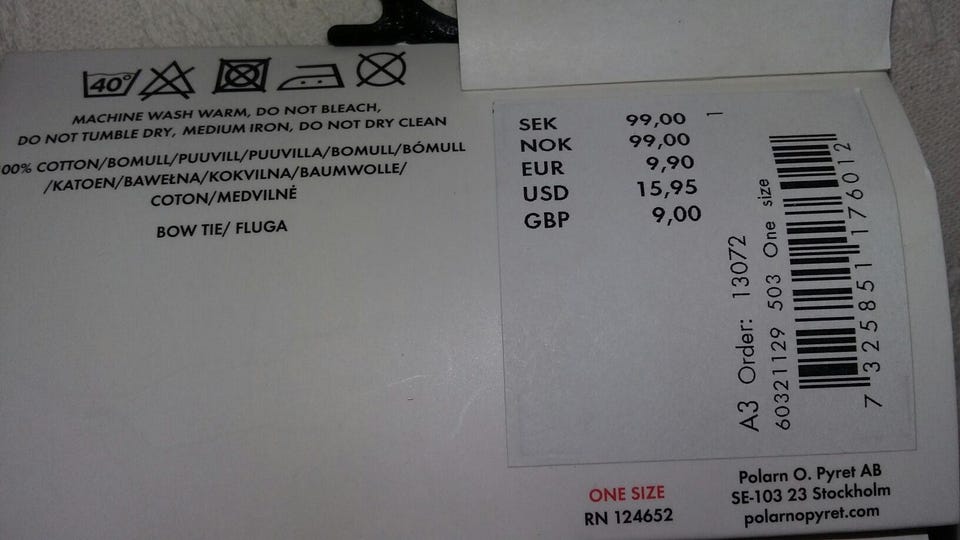 40°
MACHINE WASH WARM, DO NOT BLEACH,
DO NOT TUMBLE DRY, MEDIUM IRON, DO NOT DRY CLEAN
00% COTTON/BOMULL/PUUVILL/PUUVILLA/BOMULL/BÓMULL
/KATOEN/BAWEŁNA/KOKVILNA/BAUMWOLLE/
COTON/MEDVILNĖ
BOW TIE/ FLUGA
SEK 99,00
NOK 99,00
EUR 9,90
USD 15,95
GBP 9,00
A3 Order: 13072
60321129 503 One size
7 325851 176012
ONE SIZE
RN 124652
Polarn O. Pyret AB
SE-103 23 Stockholm
polarnopyret.com